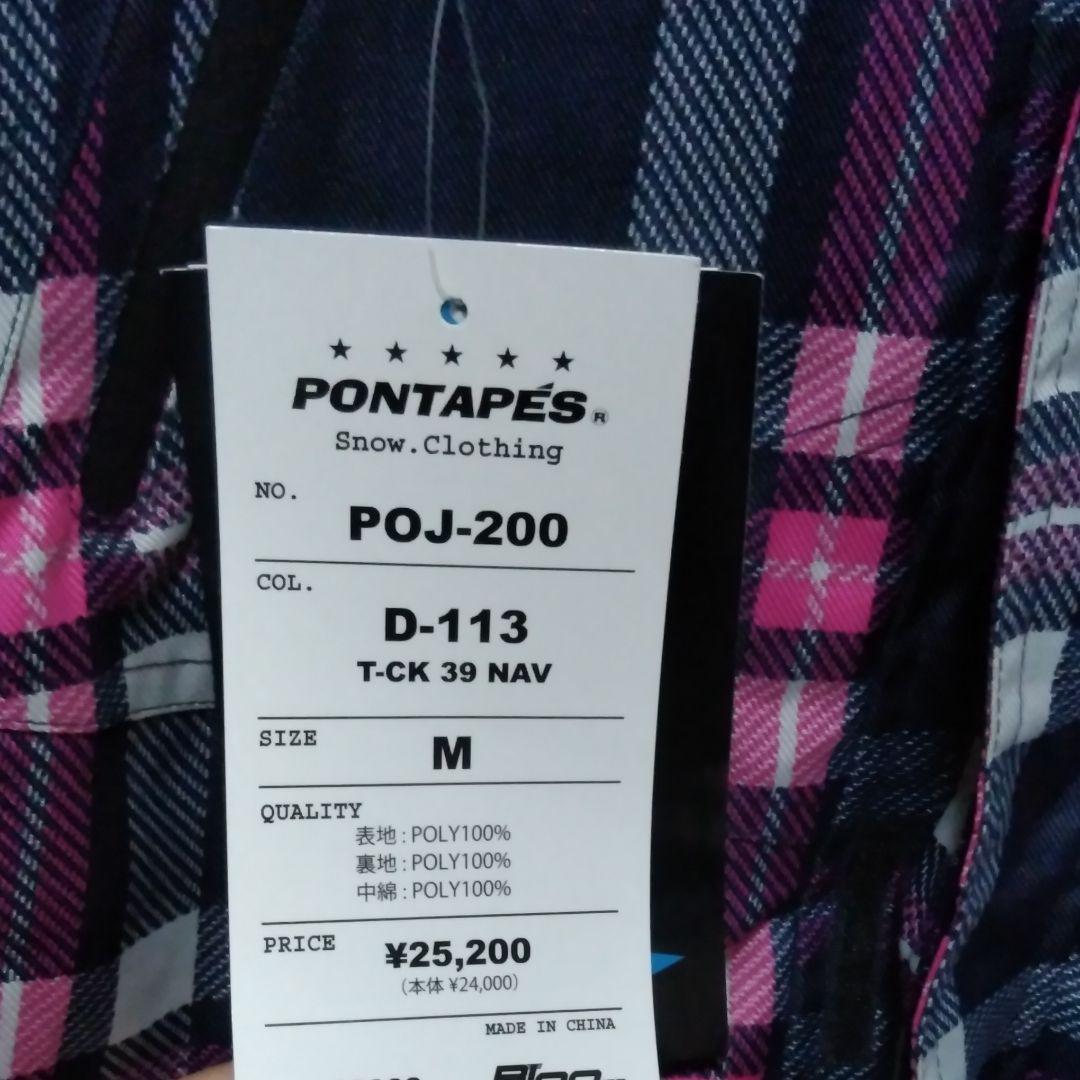 ★ ★ ★ ★ ★
PONTAPÉS®
Snow.Clothing
NO.
POJ-200
COL.
D-113
T-CK 39 NAV
SIZE
M
QUALITY
表地 : POLY100%
裏地 : POLY100%
中綿 : POLY100%
PRICE
¥25,200
(本体 ¥24,000)
MADE IN CHINA